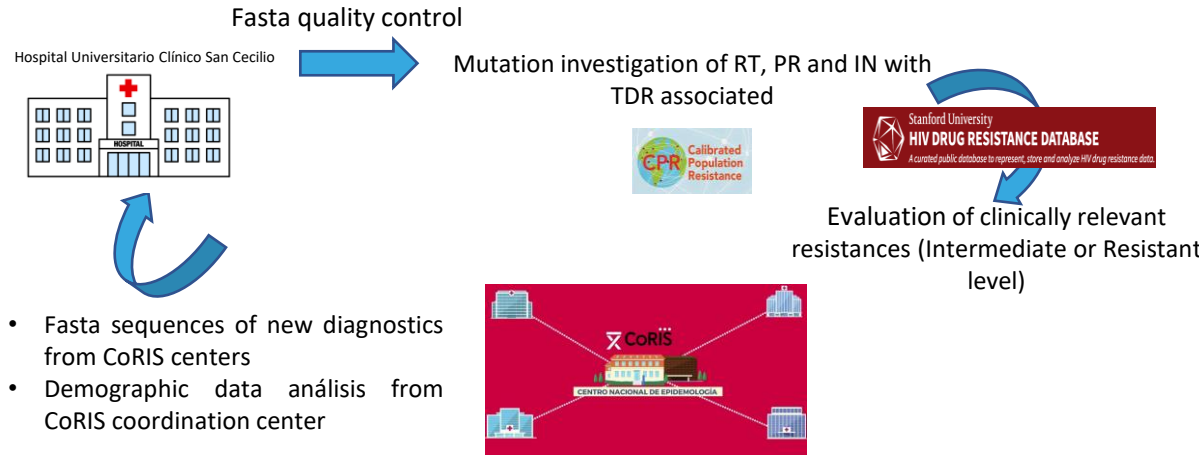 Fasta quality control
Hospital Universitario Clínico San Cecilio
HOSPITAL
Mutation investigation of RT, PR and IN with
TDR associated
CPR
Calibrated
Population
Resistance
Stanford University
HIV DRUG RESISTANCE DATABASE
A curated public database to represent, store and analyze HIV drug resistance data.
Evaluation of clinically relevant
resistances (Intermediate or Resistant
level)
• Fasta sequences of new diagnostics
from CoRIS centers
• Demographic data análisis from
CoRIS coordination center
CoRIS
CENTRO NACIONAL DE EPIDEMOLOGÍA